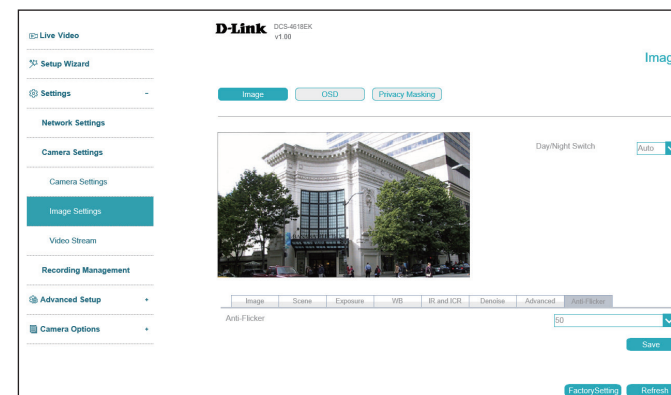 D-Link DCS-4618EK
v1.00
Live Video
Setup Wizard
Settings -
Network Settings
Camera Settings
Camera Settings
Image Settings
Video Stream
Recording Management
Advanced Setup +
Camera Options +
Imag
Image OSD Privacy Masking
Day/Night Switch Auto
Image Scene Exposure WB IR and ICR Denoise Advanced Anti-Flicker
Anti-Flicker 50
Save
FactorySetting Refresh